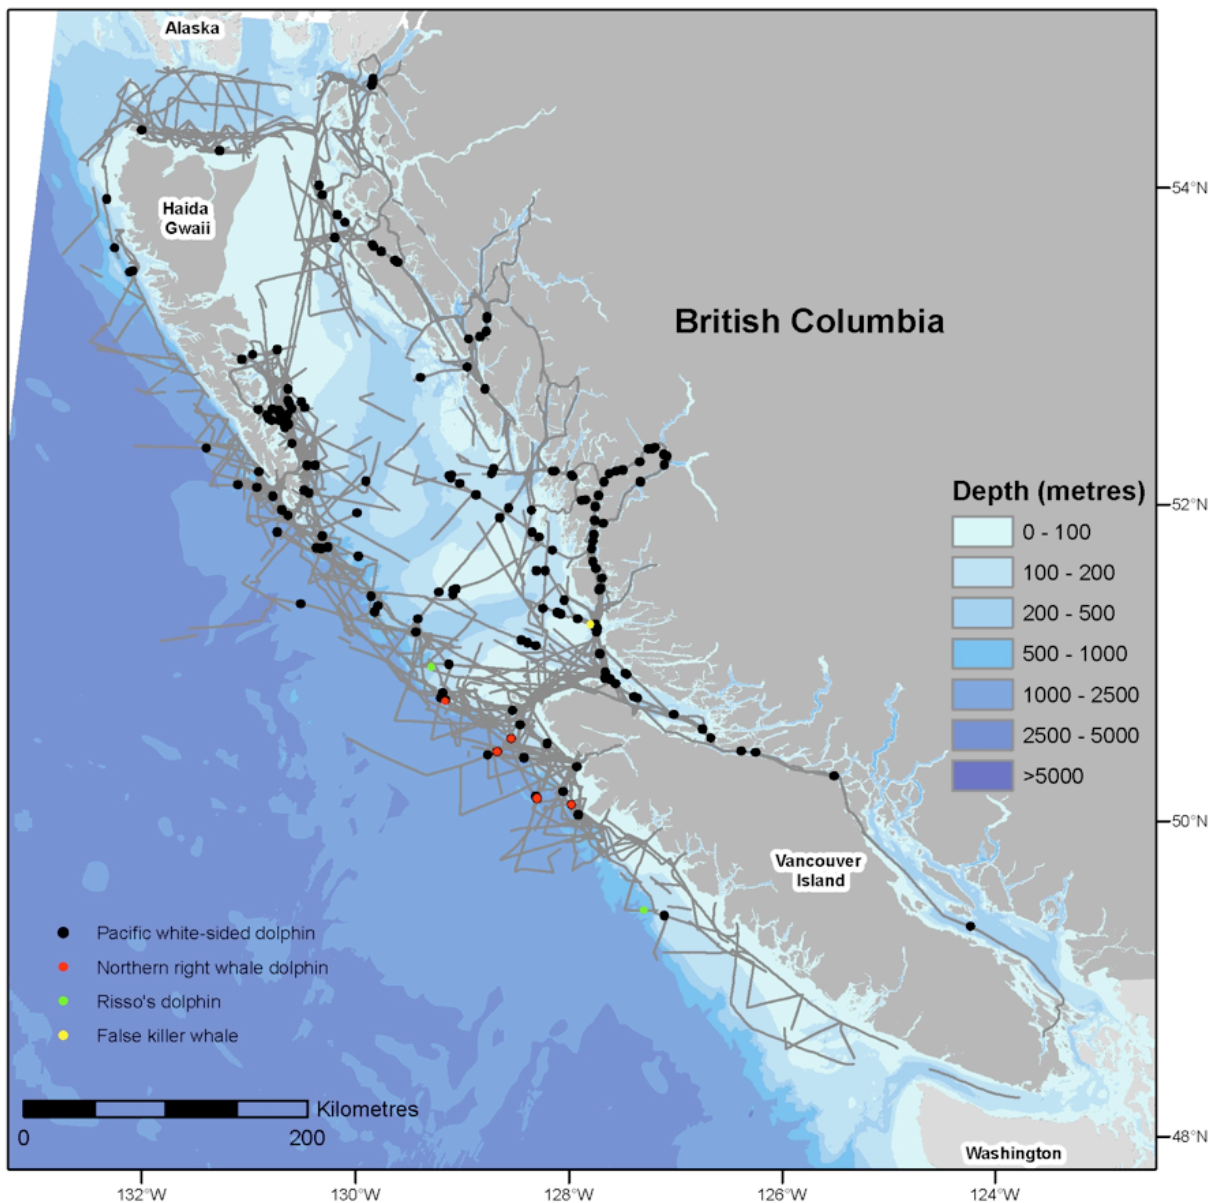 Alaska
54°N
Haida
Gwaii
British Columbia
Depth (metres)
52°N
0 - 100
100 - 200
200 - 500
500 - 1000
1000 - 2500
2500 - 5000
>5000
50°N
Vancouver
Island
Pacific white-sided dolphin
Northern right whale dolphin
Risso's dolphin
False killer whale
Kilometres
0
200
48°N
Washington
132°W
130°W
128°W
126°W
124°W